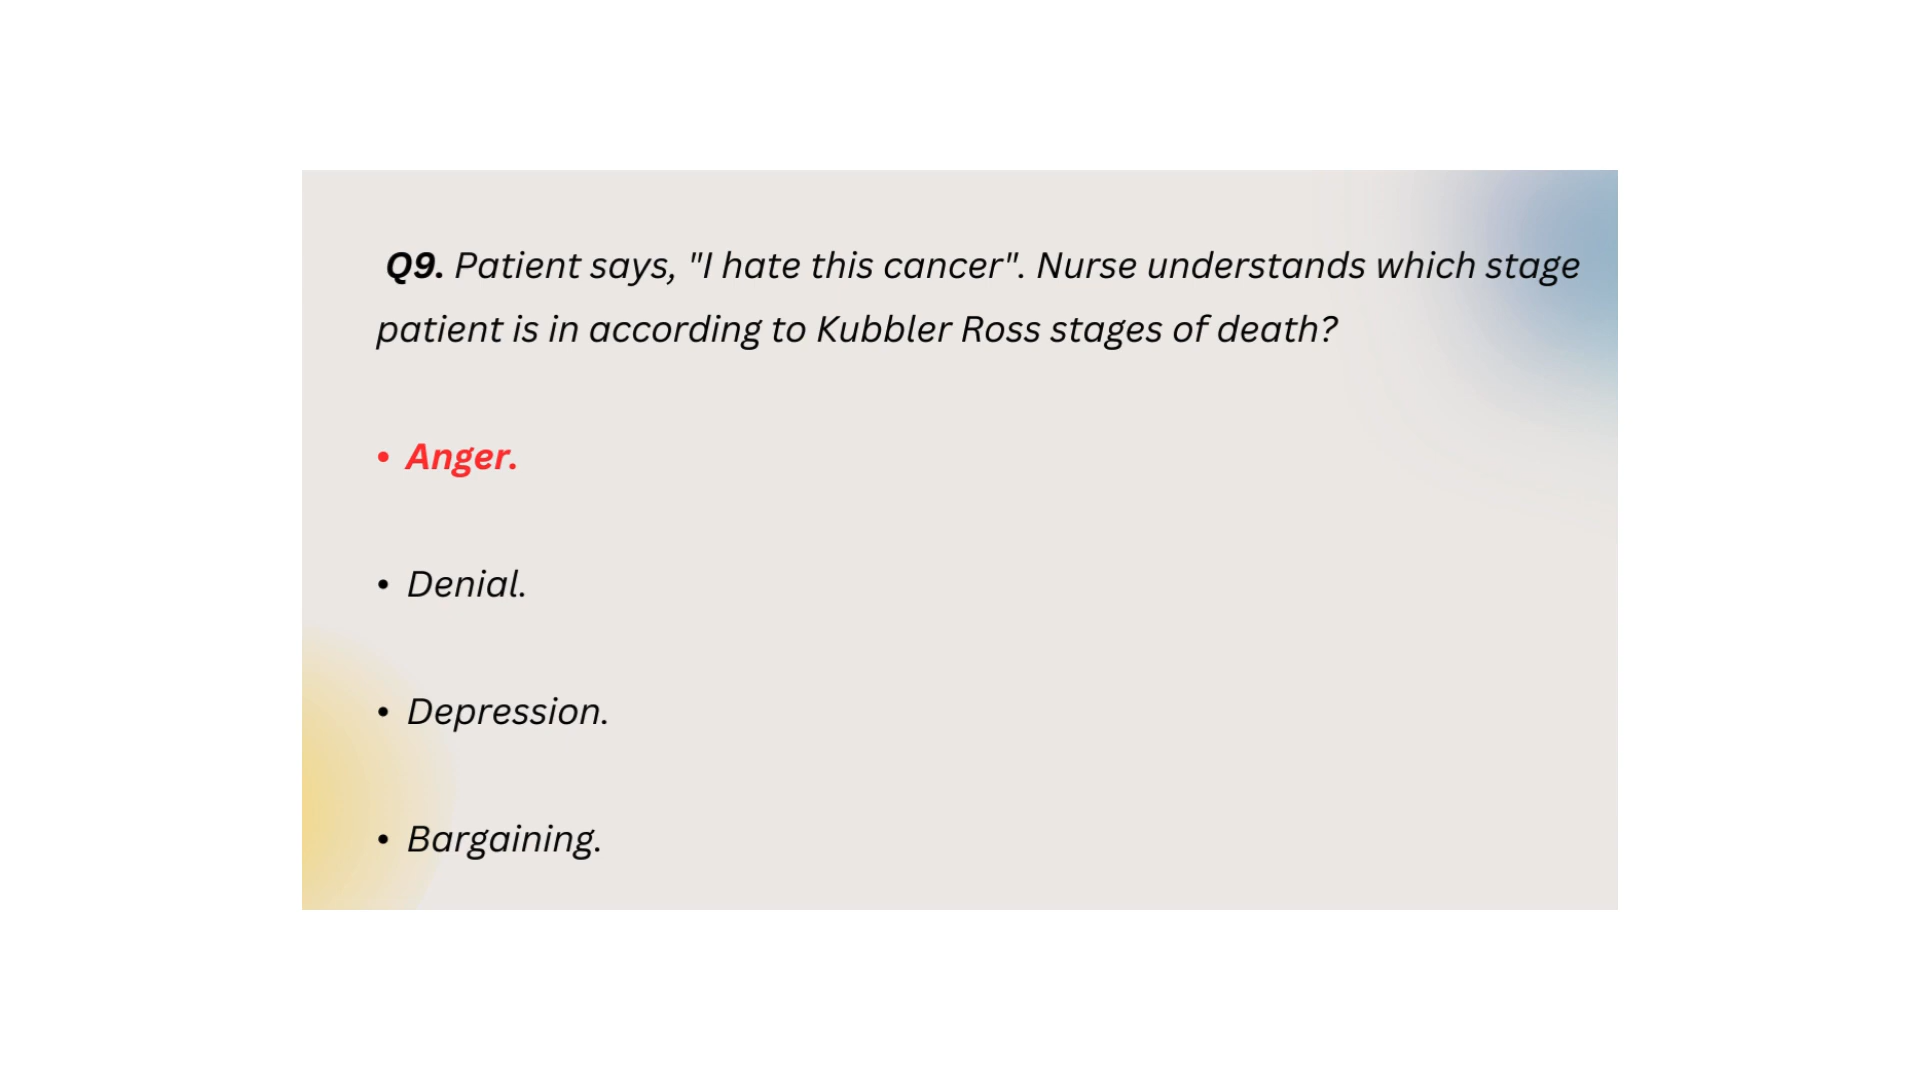 Q9. Patient says, "I hate this cancer". Nurse understands which stage
patient is in according to Kubbler Ross stages of death?
• Anger.
• Denial.
• Depression.
• Bargaining.